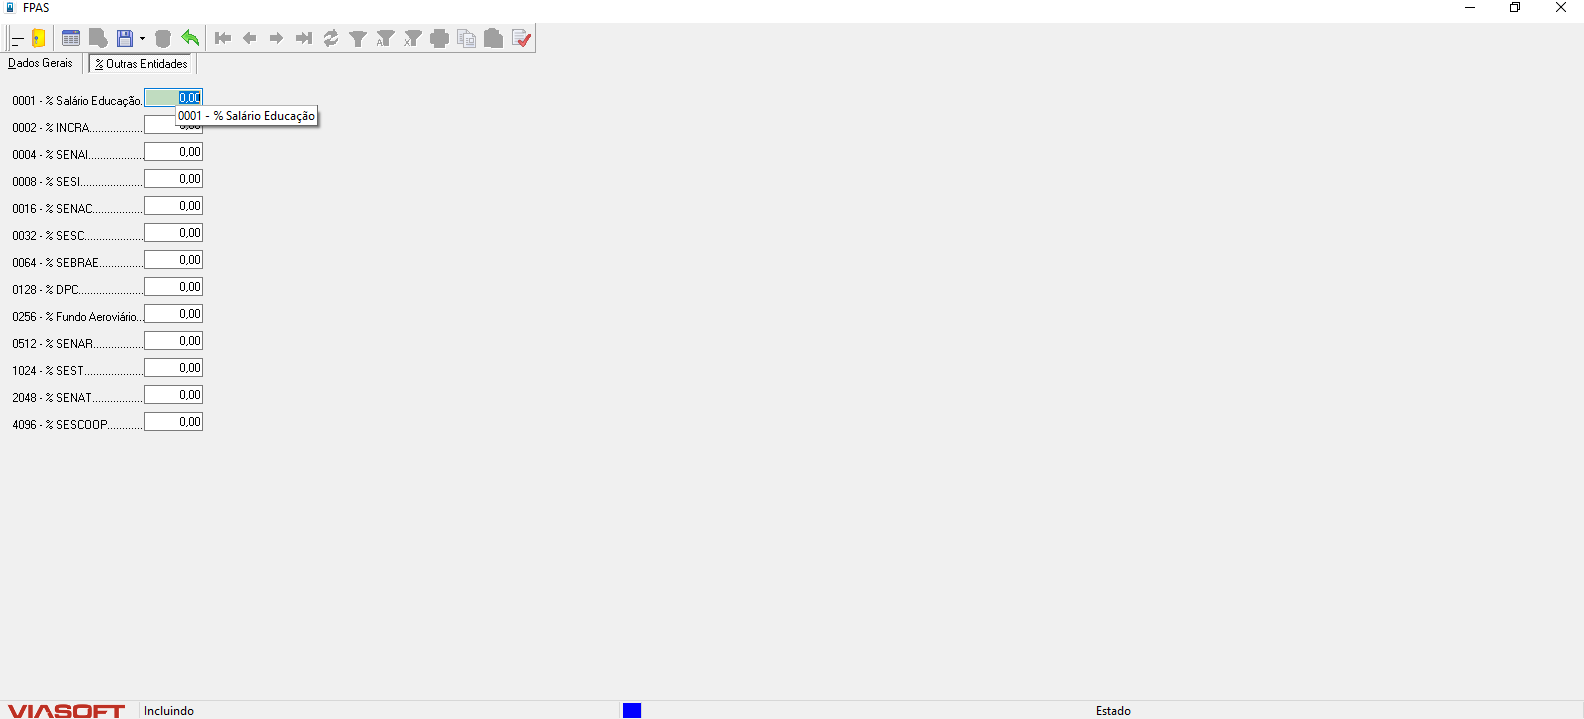 FPAS
Dados Gerais
% Outras Entidades
0001 - % Salário Educação. 0,00
0001 - % Salário Educação
0002 - % INCRA................. 0,00
0004 - % SENAI.................. 0,00
0008 - % SESI..................... 0,00
0016 - % SENAC................. 0,00
0032 - % SESC.................... 0,00
0064 - % SEBRAE............... 0,00
0128 - % DPC...................... 0,00
0256 - % Fundo Aeroviário... 0,00
0512 - % SENAR................. 0,00
1024 - % SEST.................... 0,00
2048 - % SENAT.................. 0,00
4096 - % SESCOOP............ 0,00
VIASOFT Incluindo Estado